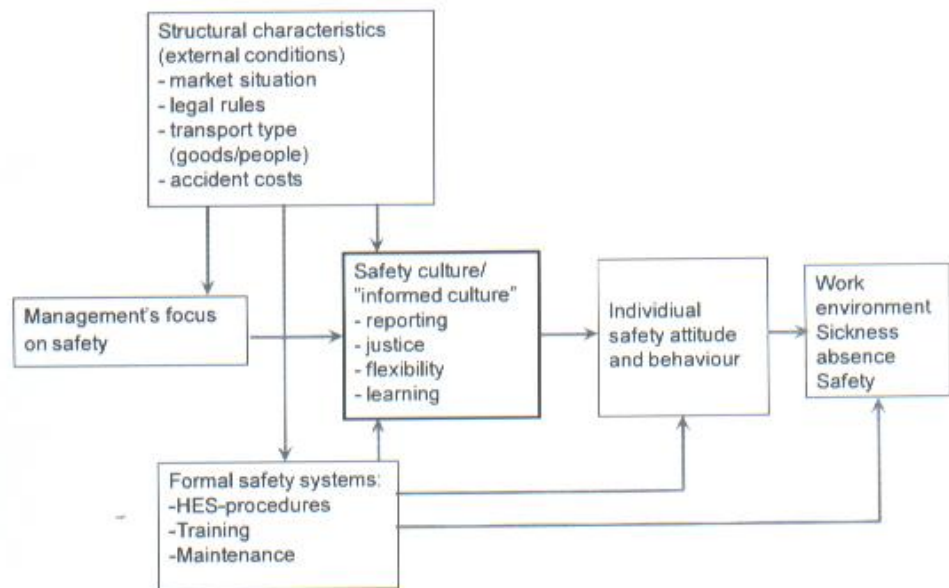 Structural characteristics
(external conditions)
- market situation
- legal rules
- transport type
(goods/people)
- accident costs
Management's focus
on safety
Safety culture/
"informed culture"
- reporting
- justice
- flexibility
- learning
Individiual
safety attitude
and behaviour
Work
environment
Sickness
absence
Safety
Formal safety systems:
-HES-procedures
-Training
-Maintenance